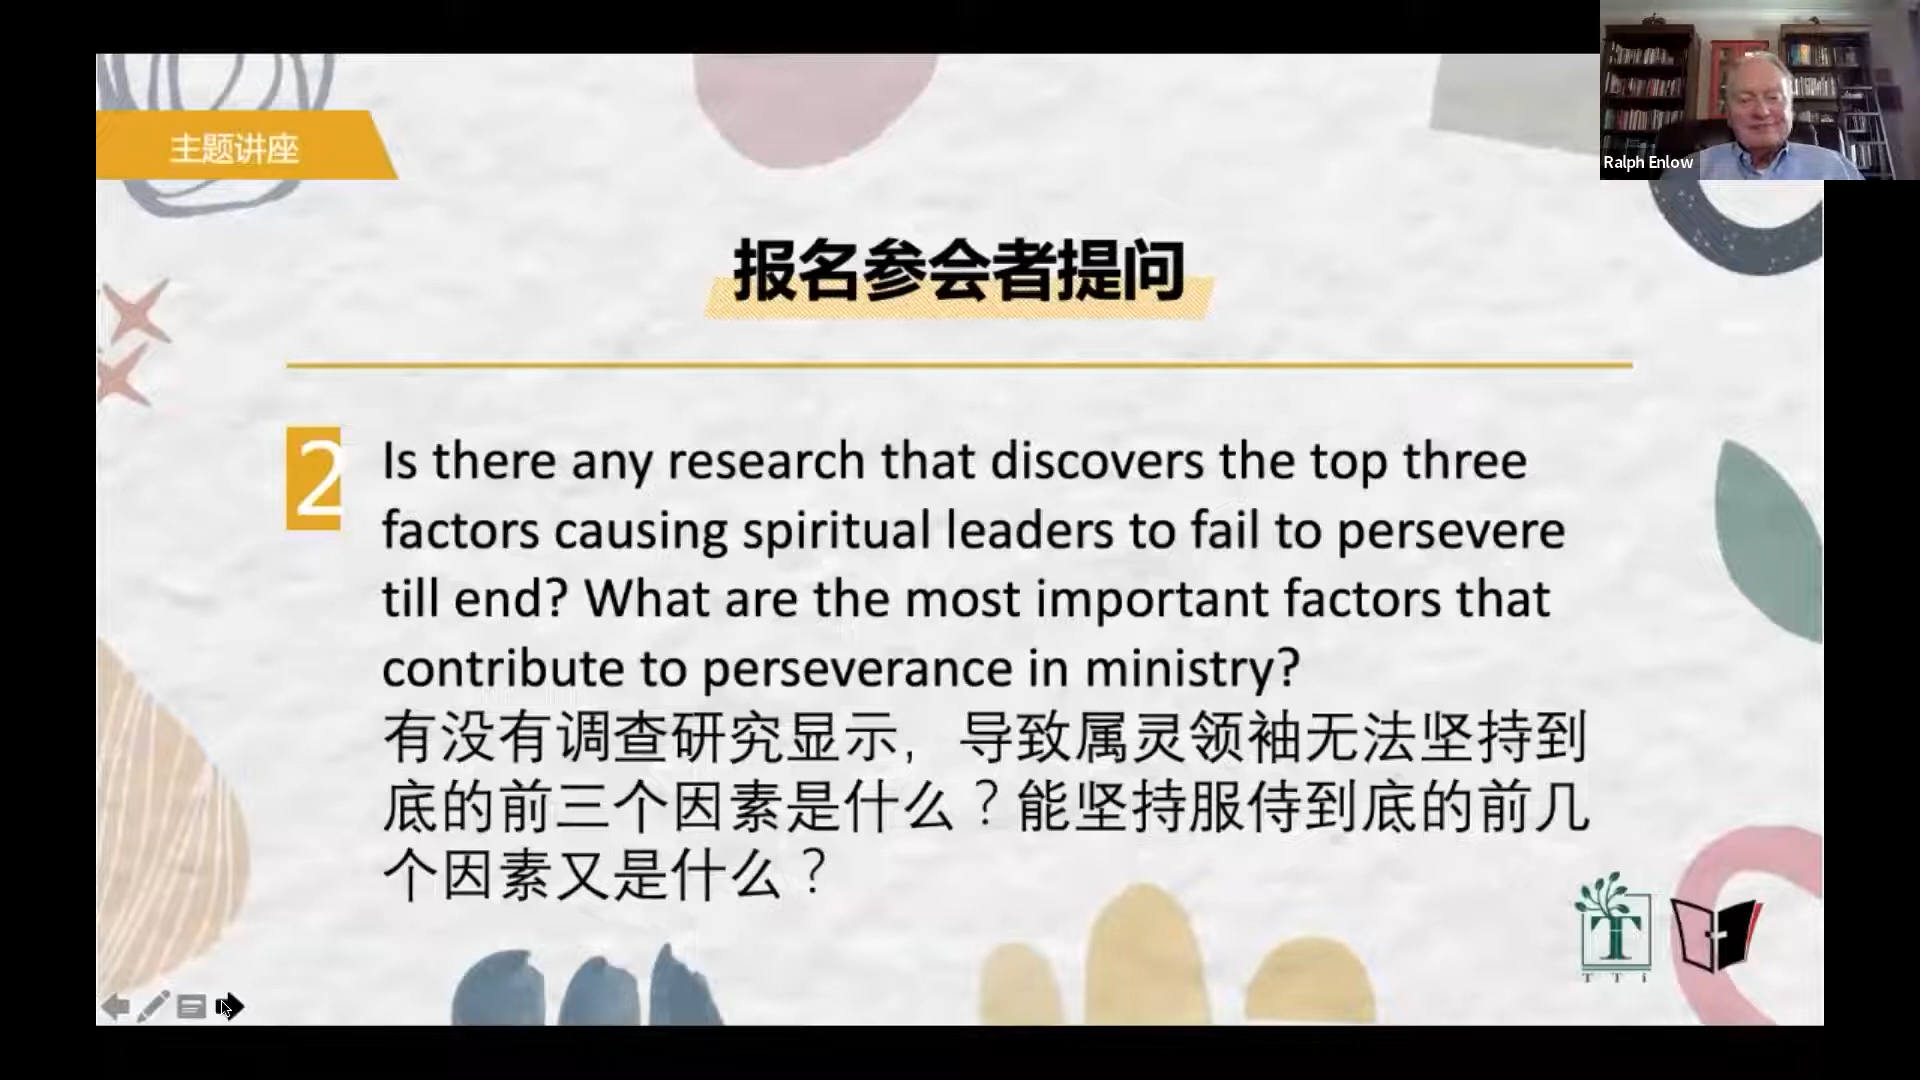 主题讲座
Ralph Enlow
报名参会者提问
2
Is there any research that discovers the top three
factors causing spiritual leaders to fail to persevere
till end? What are the most important factors that
contribute to perseverance in ministry?
有没有调查研究显示，导致属灵领袖无法坚持到
底的前三个因素是什么？能坚持服侍到底的前几
个因素又是什么？
T
TTi